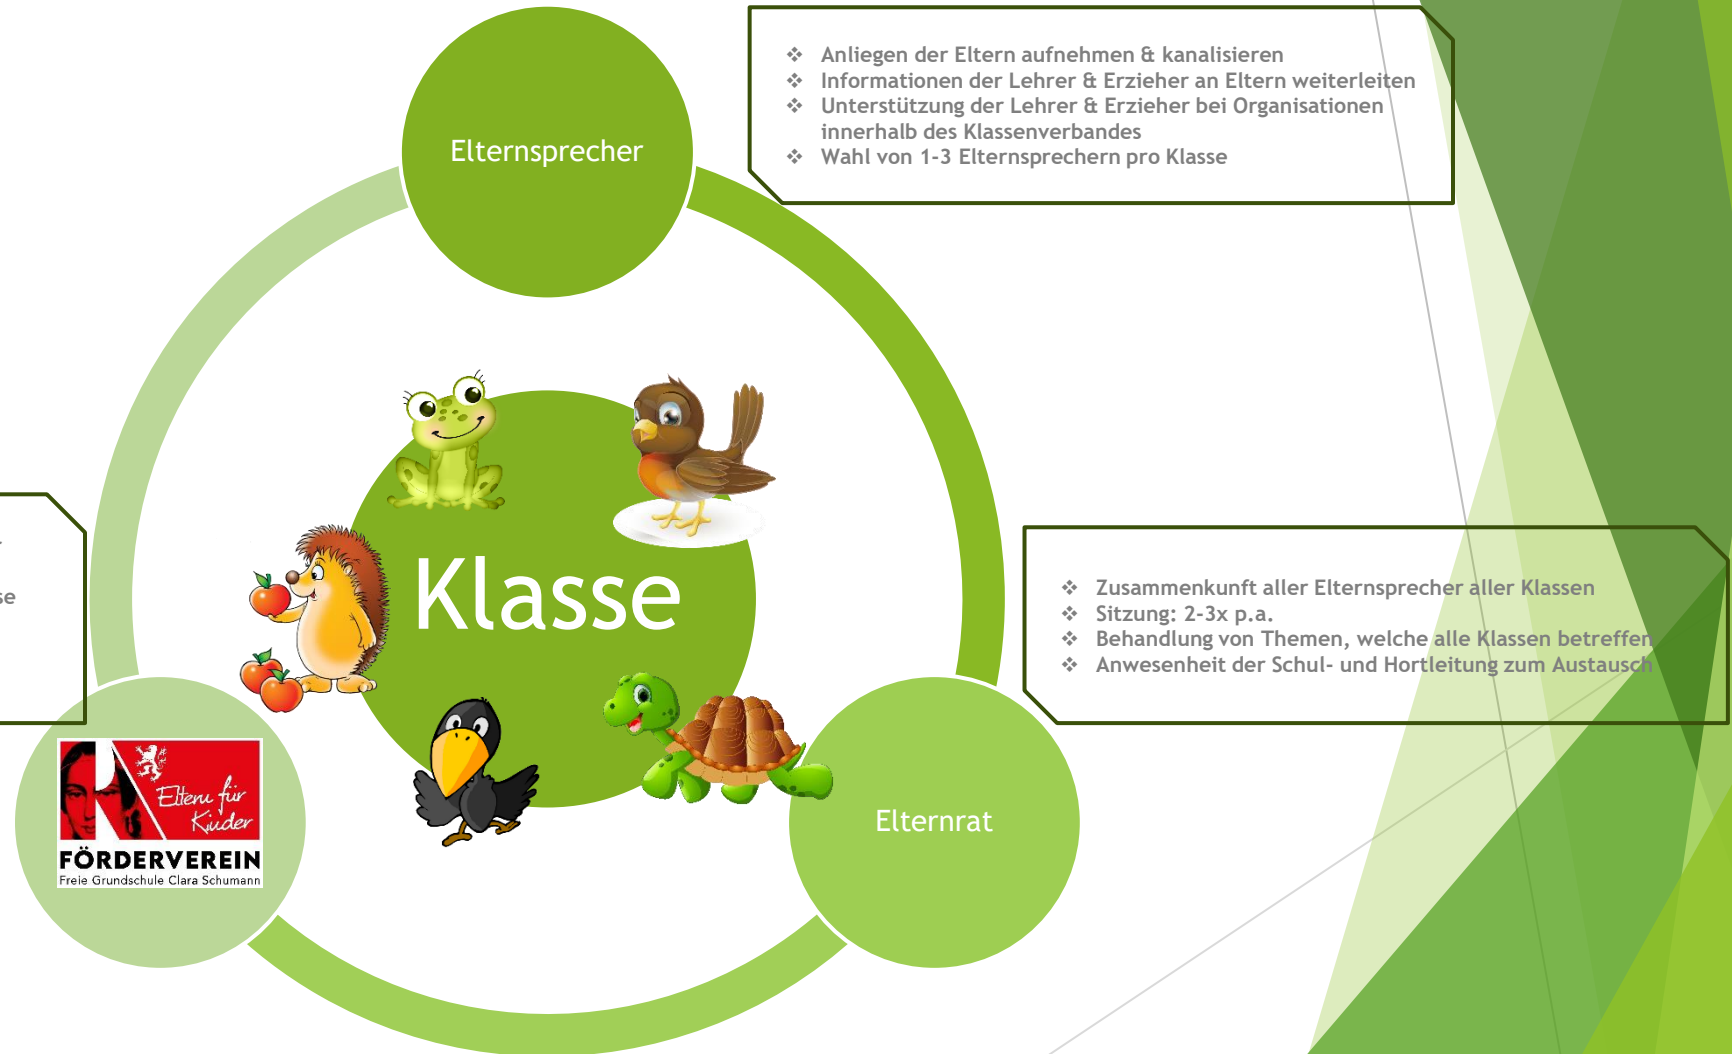 ❖ Anliegen der Eltern aufnehmen & kanalisieren
❖ Informationen der Lehrer & Erzieher an Eltern weiterleiten
❖ Unterstützung der Lehrer & Erzieher bei Organisationen
innerhalb des Klassenverbandes
❖ Wahl von 1-3 Elternsprechern pro Klasse
Elternsprecher
Klasse
❖ Zusammenkunft aller Elternsprecher aller Klassen
❖ Sitzung: 2-3x p.a.
❖ Behandlung von Themen, welche alle Klassen betreffen
❖ Anwesenheit der Schul- und Hortleitung zum Austausch
Elternrat
Eltern für
Kinder
FÖRDERVEREIN
Freie Grundschule Clara Schumann